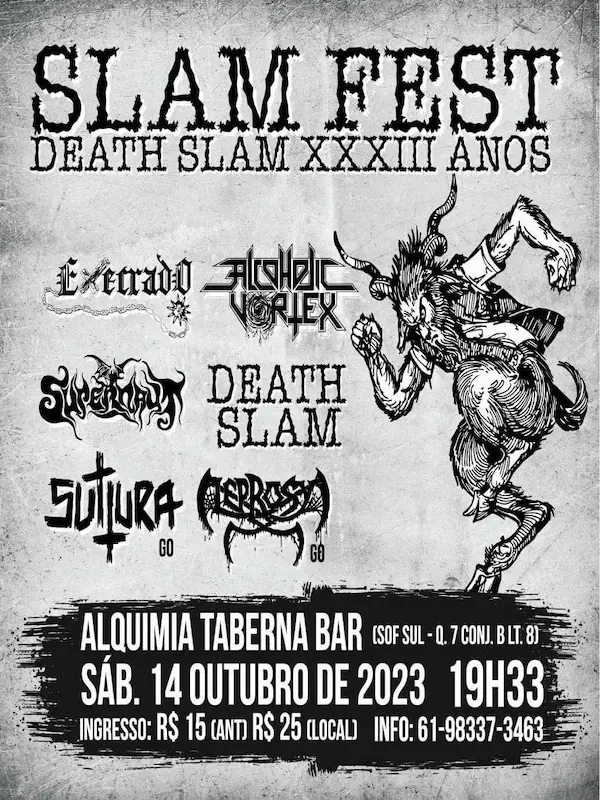 SLAM FEST
DEATH SLAM XXXIII ANOS
Execrado
ALCOHOLIC
VORTEX
SUPERNAUT
DEATH
SLAM
SUTURA
GO
GO
ALQUIMIA TABERNA BAR (SOF SUL - Q. 7 CONJ. B LT. 8)
SÁB. 14 OUTUBRO DE 2023 19H33
INGRESSO: R$ 15 (ANT) R$ 25 (LOCAL) INFO: 61-98337-3463